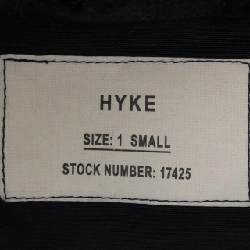 HYKE
SIZE: 1 SMALL
STOCK NUMBER: 17425